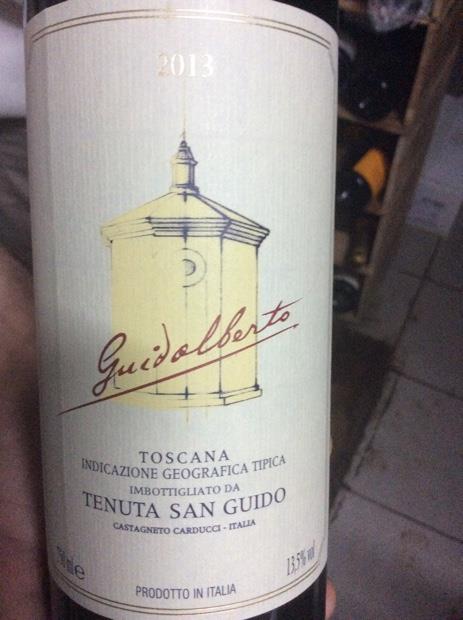 2013
Guidalberto
TOSCANA
INDICAZIONE GEOGRAFICA TIPICA
IMBOTTIGLIATO DA
TENUTA SAN GUIDO
CASTAGNETO CARDUCCI - ITALIA
750 ml e 13,5% vol
PRODOTTO IN ITALIA